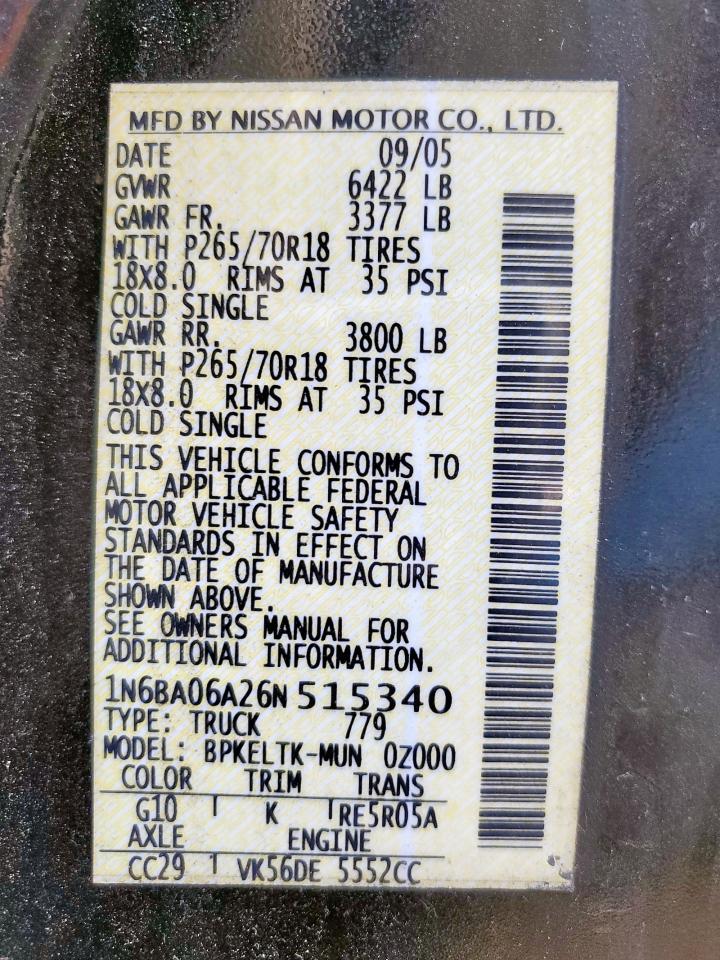 MFD BY NISSAN MOTOR CO., LTD.
DATE 09/05
GVWR 6422 LB
GAWR FR. 3377 LB
WITH P265/70R18 TIRES
18X8.0 RIMS AT 35 PSI
COLD SINGLE
GAWR RR. 3800 LB
WITH P265/70R18 TIRES
18X8.0 RIMS AT 35 PSI
COLD SINGLE
THIS VEHICLE CONFORMS TO
ALL APPLICABLE FEDERAL
MOTOR VEHICLE SAFETY
STANDARDS IN EFFECT ON
THE DATE OF MANUFACTURE
SHOWN ABOVE.
SEE OWNERS MANUAL FOR
ADDITIONAL INFORMATION.
1N6BA06A26N515340
TYPE: TRUCK 779
MODEL: BPKELTK-MUN 0Z000
COLOR TRIM TRANS
G10 K RE5R05A
AXLE ENGINE
CC29 VK56DE 5552CC